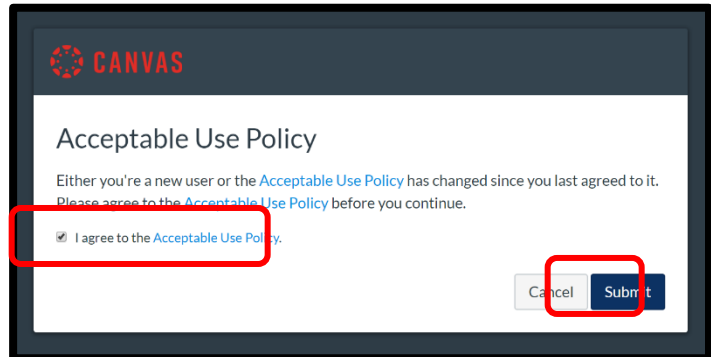 CANVAS
Acceptable Use Policy
Either you're a new user or the Acceptable Use Policy has changed since you last agreed to it.
Please agree to the Acceptable Use Policy before you continue.
I agree to the Acceptable Use Policy.
Cancel Submit